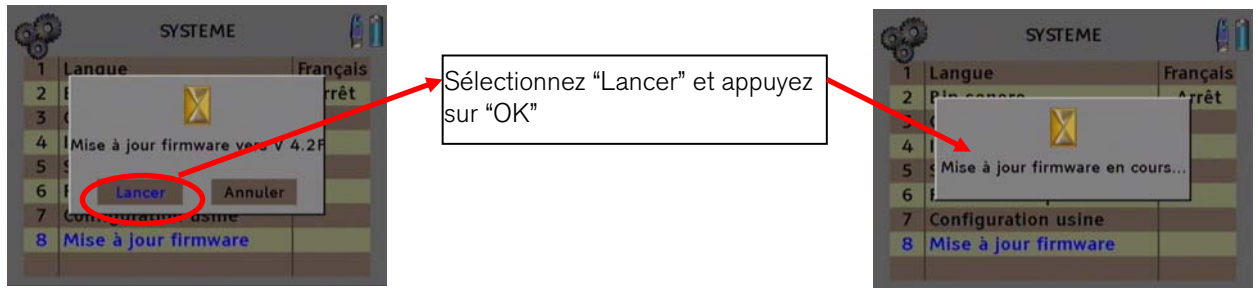 SYSTEME
1 Langue Français
2 rrêt
3
4 Mise à jour firmware vers V 4.2F
5
6 Lancer Annuler
7 Configuration usine
8 Mise à jour firmware
Sélectionnez “Lancer” et appuyez
sur “OK”
SYSTEME
1 Langue Français
2 Bip sonore Arrêt
3
4
5 Mise à jour firmware en cours...
6
7 Configuration usine
8 Mise à jour firmware